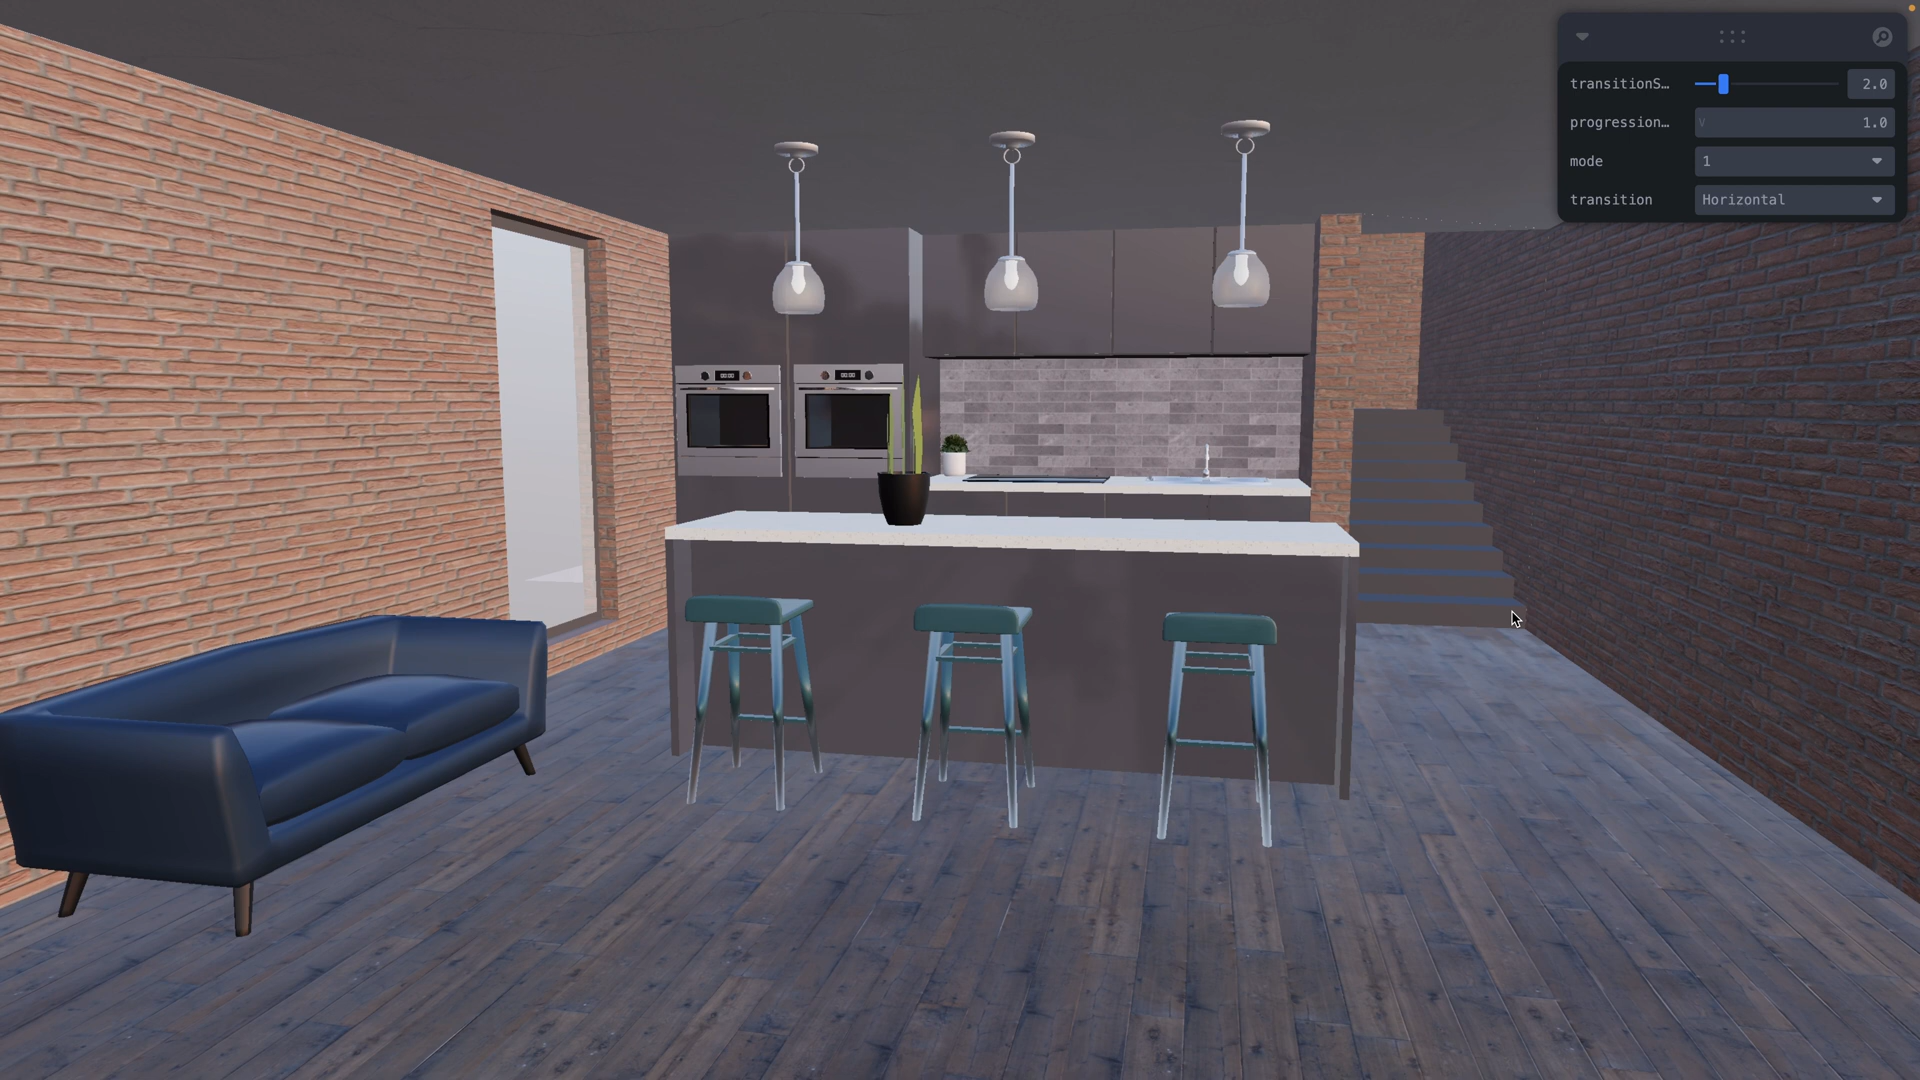 transitionS… 2.0
progression… V 1.0
mode 1
transition Horizontal